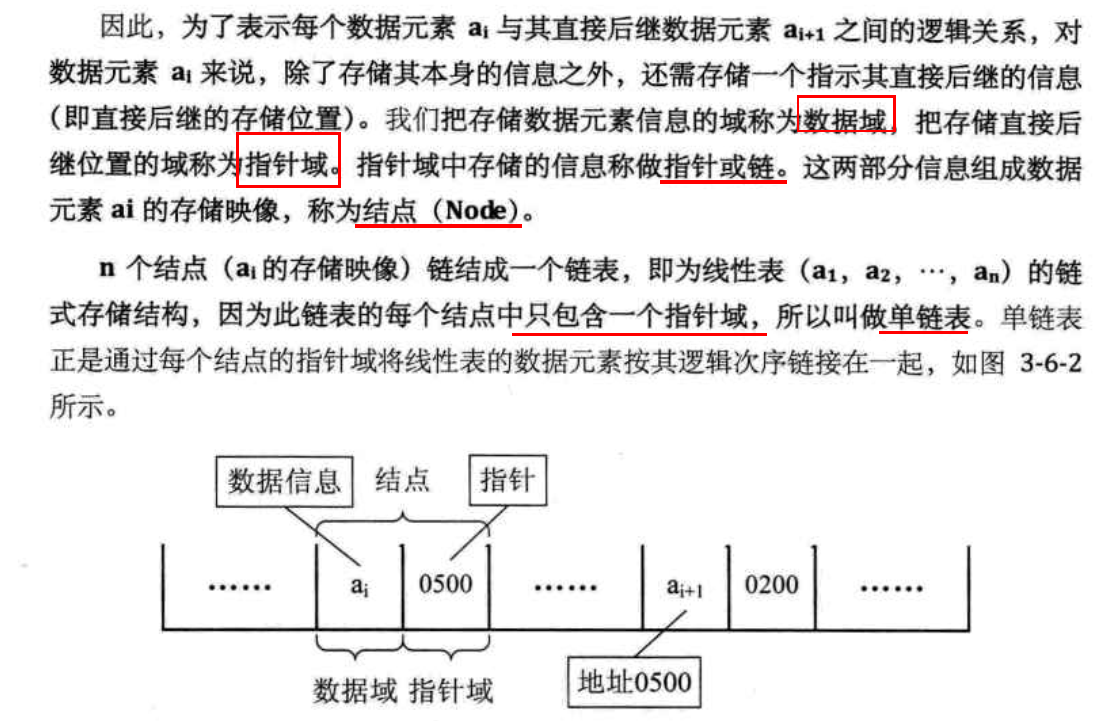 因此，为了表示每个数据元素 ai 与其直接后继数据元素 ai+1 之间的逻辑关系，对
数据元素 ai 来说，除了存储其本身的信息之外，还需存储一个指示其直接后继的信息
（即直接后继的存储位置）。我们把存储数据元素信息的域称为数据域，把存储直接后
继位置的域称为指针域。指针域中存储的信息称做指针或链。这两部分信息组成数据
元素 ai 的存储映像，称为结点（Node）。
n 个结点（ai 的存储映像）链结成一个链表，即为线性表（a1，a2，…，an）的链
式存储结构，因为此链表的每个结点中只包含一个指针域，所以叫做单链表。单链表
正是通过每个结点的指针域将线性表的数据元素按其逻辑次序链接在一起，如图 3-6-2
所示。
数据信息 结点 指针
…… ai 0500 …… ai+1 0200 ……
数据域 指针域 地址0500